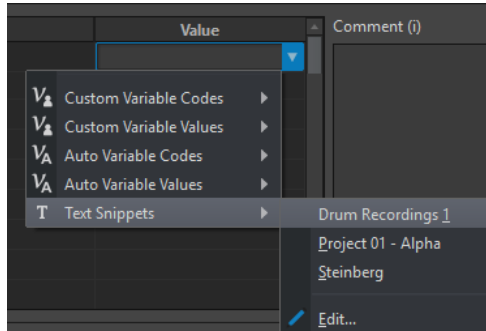 Value
Comment (i)
Custom Variable Codes
Custom Variable Values
Auto Variable Codes
Auto Variable Values
T Text Snippets
Drum Recordings 1
Project 01 - Alpha
Steinberg
Edit...